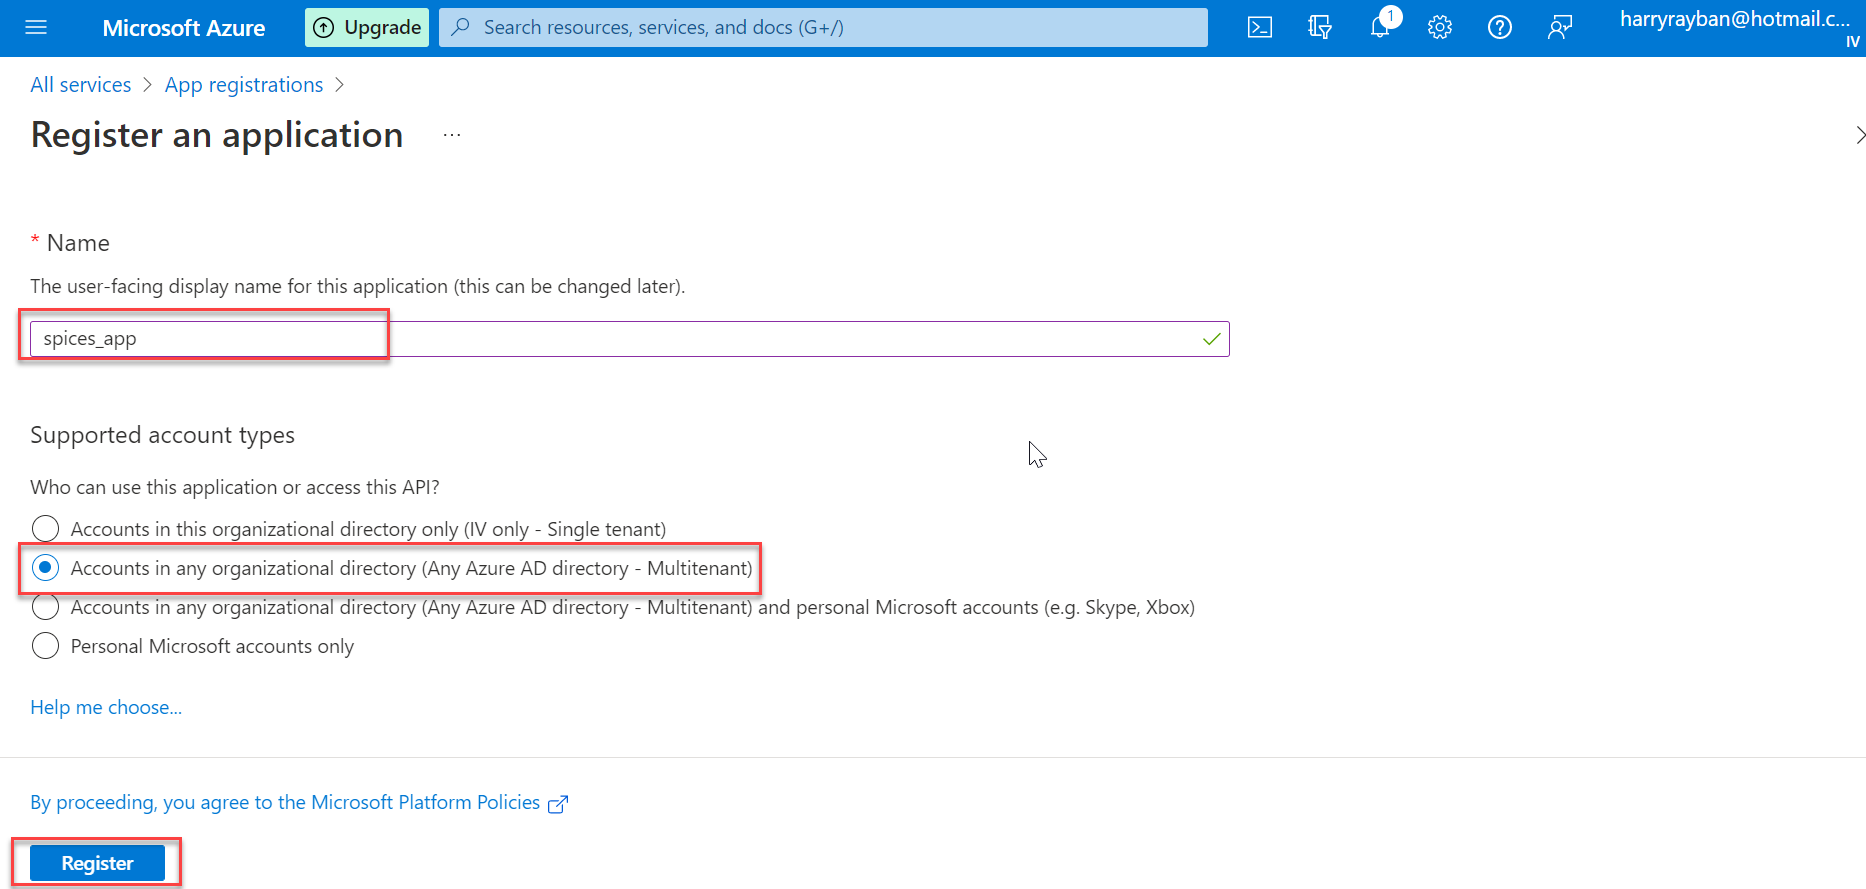 Microsoft Azure
Upgrade
Search resources, services, and docs (G+/)
1
harryrayban@hotmail.c...
IV
All services > App registrations >
Register an application ...
* Name
The user-facing display name for this application (this can be changed later).
spices_app
Supported account types
Who can use this application or access this API?
Accounts in this organizational directory only (IV only - Single tenant)
Accounts in any organizational directory (Any Azure AD directory - Multitenant)
Accounts in any organizational directory (Any Azure AD directory - Multitenant) and personal Microsoft accounts (e.g. Skype, Xbox)
Personal Microsoft accounts only
Help me choose...
By proceeding, you agree to the Microsoft Platform Policies
Register